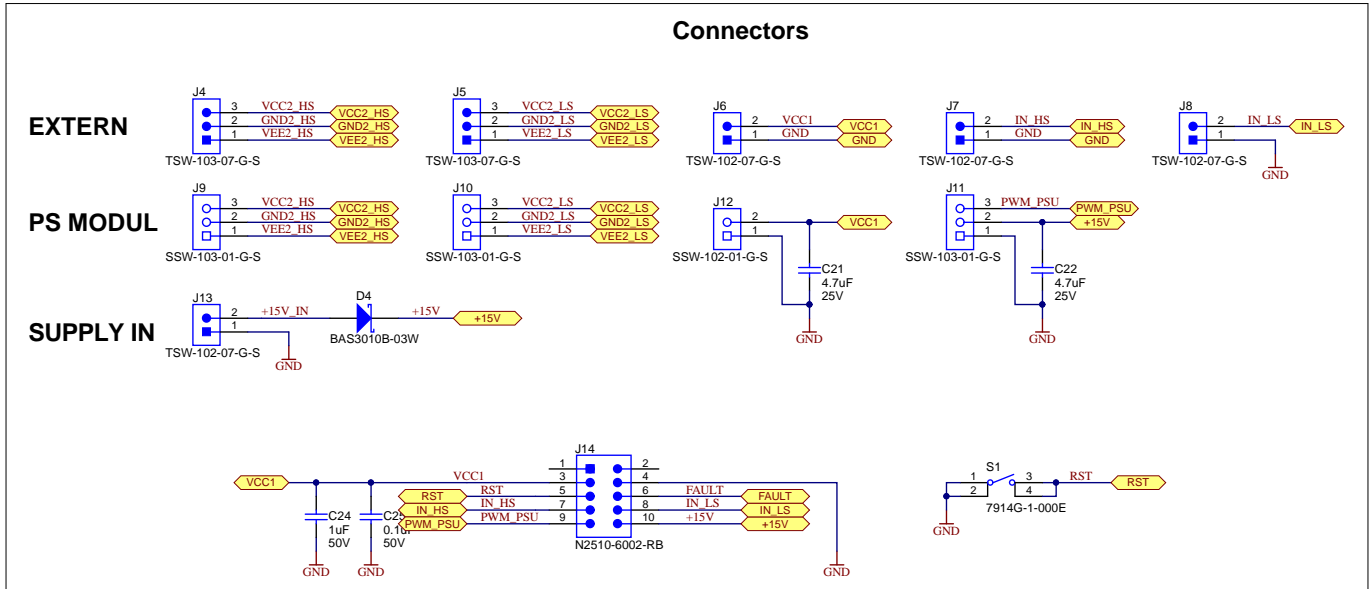 Connectors
J4
J5
J6
J7
J8
EXTERN
3 VCC2_HS VCC2_HS
2 GND2_HS GND2_HS
1 VEE2_HS VEE2_HS
TSW-103-07-G-S
3 VCC2_LS VCC2_LS
2 GND2_LS GND2_LS
1 VEE2_LS VEE2_LS
TSW-103-07-G-S
2 VCC1 VCC1
1 GND GND
TSW-102-07-G-S
2 IN_HS IN_HS
1 GND GND
TSW-102-07-G-S
2 IN_LS IN_LS
1
TSW-102-07-G-S
GND
J9
J10
J12
J11
PS MODUL
3 VCC2_HS VCC2_HS
2 GND2_HS GND2_HS
1 VEE2_HS VEE2_HS
SSW-103-01-G-S
3 VCC2_LS VCC2_LS
2 GND2_LS GND2_LS
1 VEE2_LS VEE2_LS
SSW-103-01-G-S
2 VCC1
1
SSW-102-01-G-S
C21
4.7uF
25V
GND
3 PWM_PSU PWM_PSU
2 +15V
1
SSW-103-01-G-S
C22
4.7uF
25V
GND
J13
D4
SUPPLY IN
2 +15V_IN +15V +15V
1
BAS3010B-03W
TSW-102-07-G-S
GND
J14
1 2
VCC1 VCC1 3 4
RST RST 5 6 FAULT FAULT
IN_HS IN_HS 7 8 IN_LS IN_LS
PWM_PSU PWM_PSU 9 10 +15V +15V
N2510-6002-RB
C24
1uF
50V
GND
0.1uF
50V
GND
GND
S1
1 3 RST RST
2 4
7914G-1-000E
GND